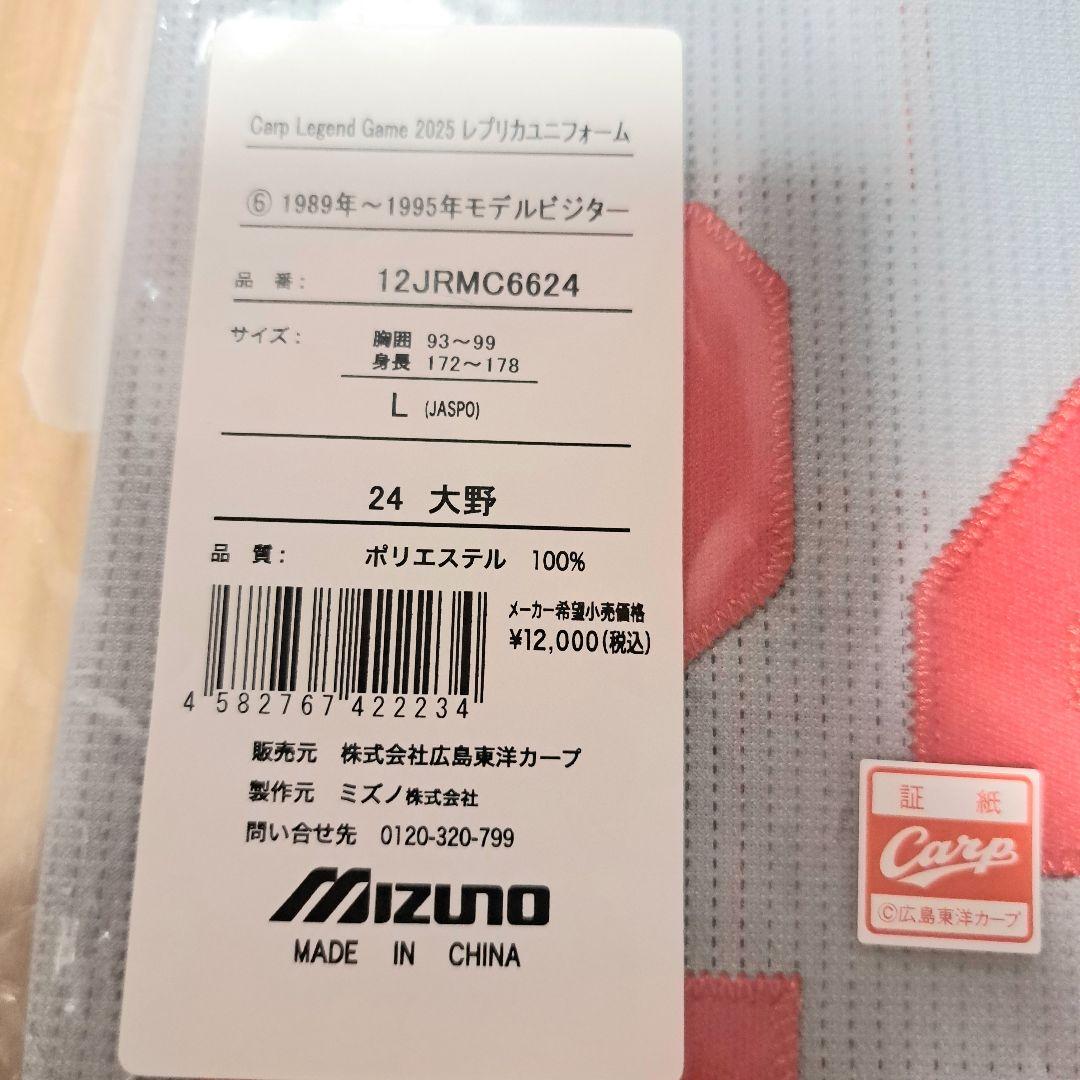 Carp Legend Game 2025 レプリカユニフォーム
⑥ 1989年～1995年モデルビジター
品 番: 12JRMC6624
サイズ: 胸囲 93～99
身長 172～178
L (JASPO)
24 大野
品 質: ポリエステル 100%
メーカー希望小売価格
¥12,000(税込)
4 582767 422234
販売元 株式会社広島東洋カープ
製作元 ミズノ株式会社
問い合せ先 0120-320-799
MIZUNO
MADE IN CHINA
証 紙
Carp
©広島東洋カープ